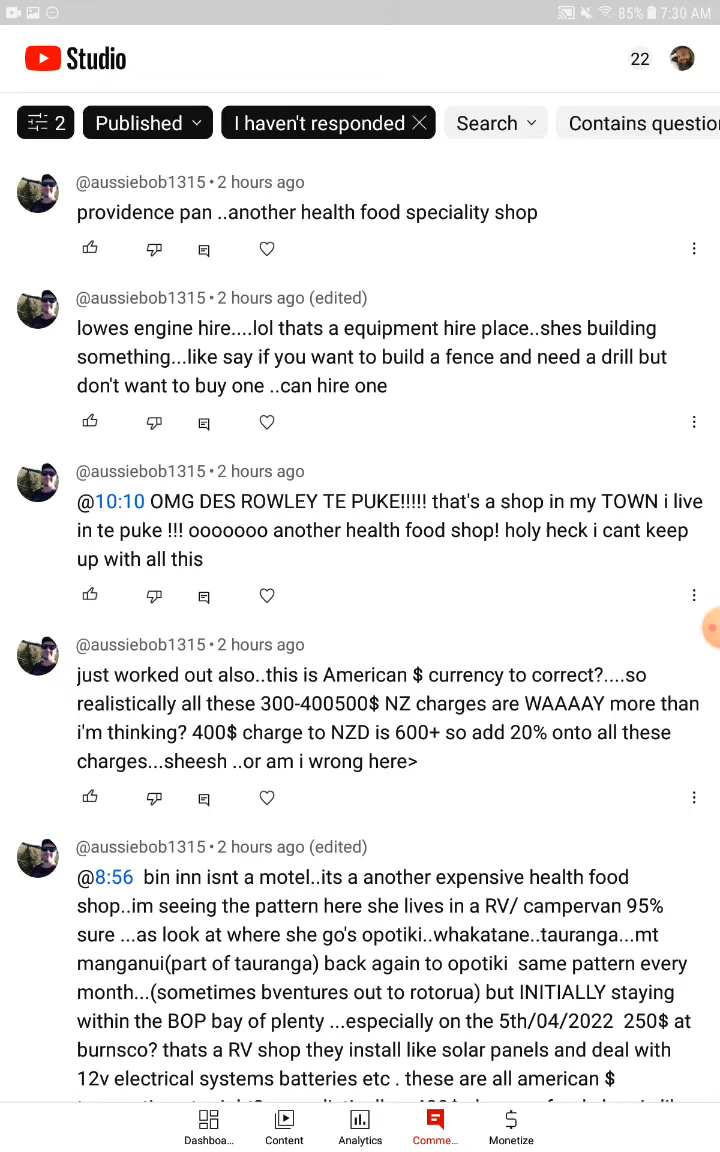 85% 7:30 AM
Studio
22
2
Published
I haven't responded
Search
Contains questio
@aussiebob1315 • 2 hours ago
providence pan ..another health food speciality shop
@aussiebob1315 • 2 hours ago (edited)
lowes engine hire....lol thats a equipment hire place..shes building
something...like say if you want to build a fence and need a drill but
don't want to buy one ..can hire one
@aussiebob1315 • 2 hours ago
@10:10 OMG DES ROWLEY TE PUKE!!!!! that's a shop in my TOWN i live
in te puke !!! ooooooo another health food shop! holy heck i cant keep
up with all this
@aussiebob1315 • 2 hours ago
just worked out also..this is American $ currency to correct?....so
realistically all these 300-400500$ NZ charges are WAAAAY more than
i'm thinking? 400$ charge to NZD is 600+ so add 20% onto all these
charges...sheesh ..or am i wrong here>
@aussiebob1315 • 2 hours ago (edited)
@8:56 bin inn isnt a motel..its a another expensive health food
shop..im seeing the pattern here she lives in a RV/ campervan 95%
sure ...as look at where she go's opotiki..whakatane..tauranga...mt
manganui(part of tauranga) back again to opotiki same pattern every
month...(sometimes bventures out to rotorua) but INITIALLY staying
within the BOP bay of plenty ...especially on the 5th/04/2022 250$ at
burnsco? thats a RV shop they install like solar panels and deal with
12v electrical systems batteries etc . these are all american $
Dashboa...
Content
Analytics
Comme...
Monetize